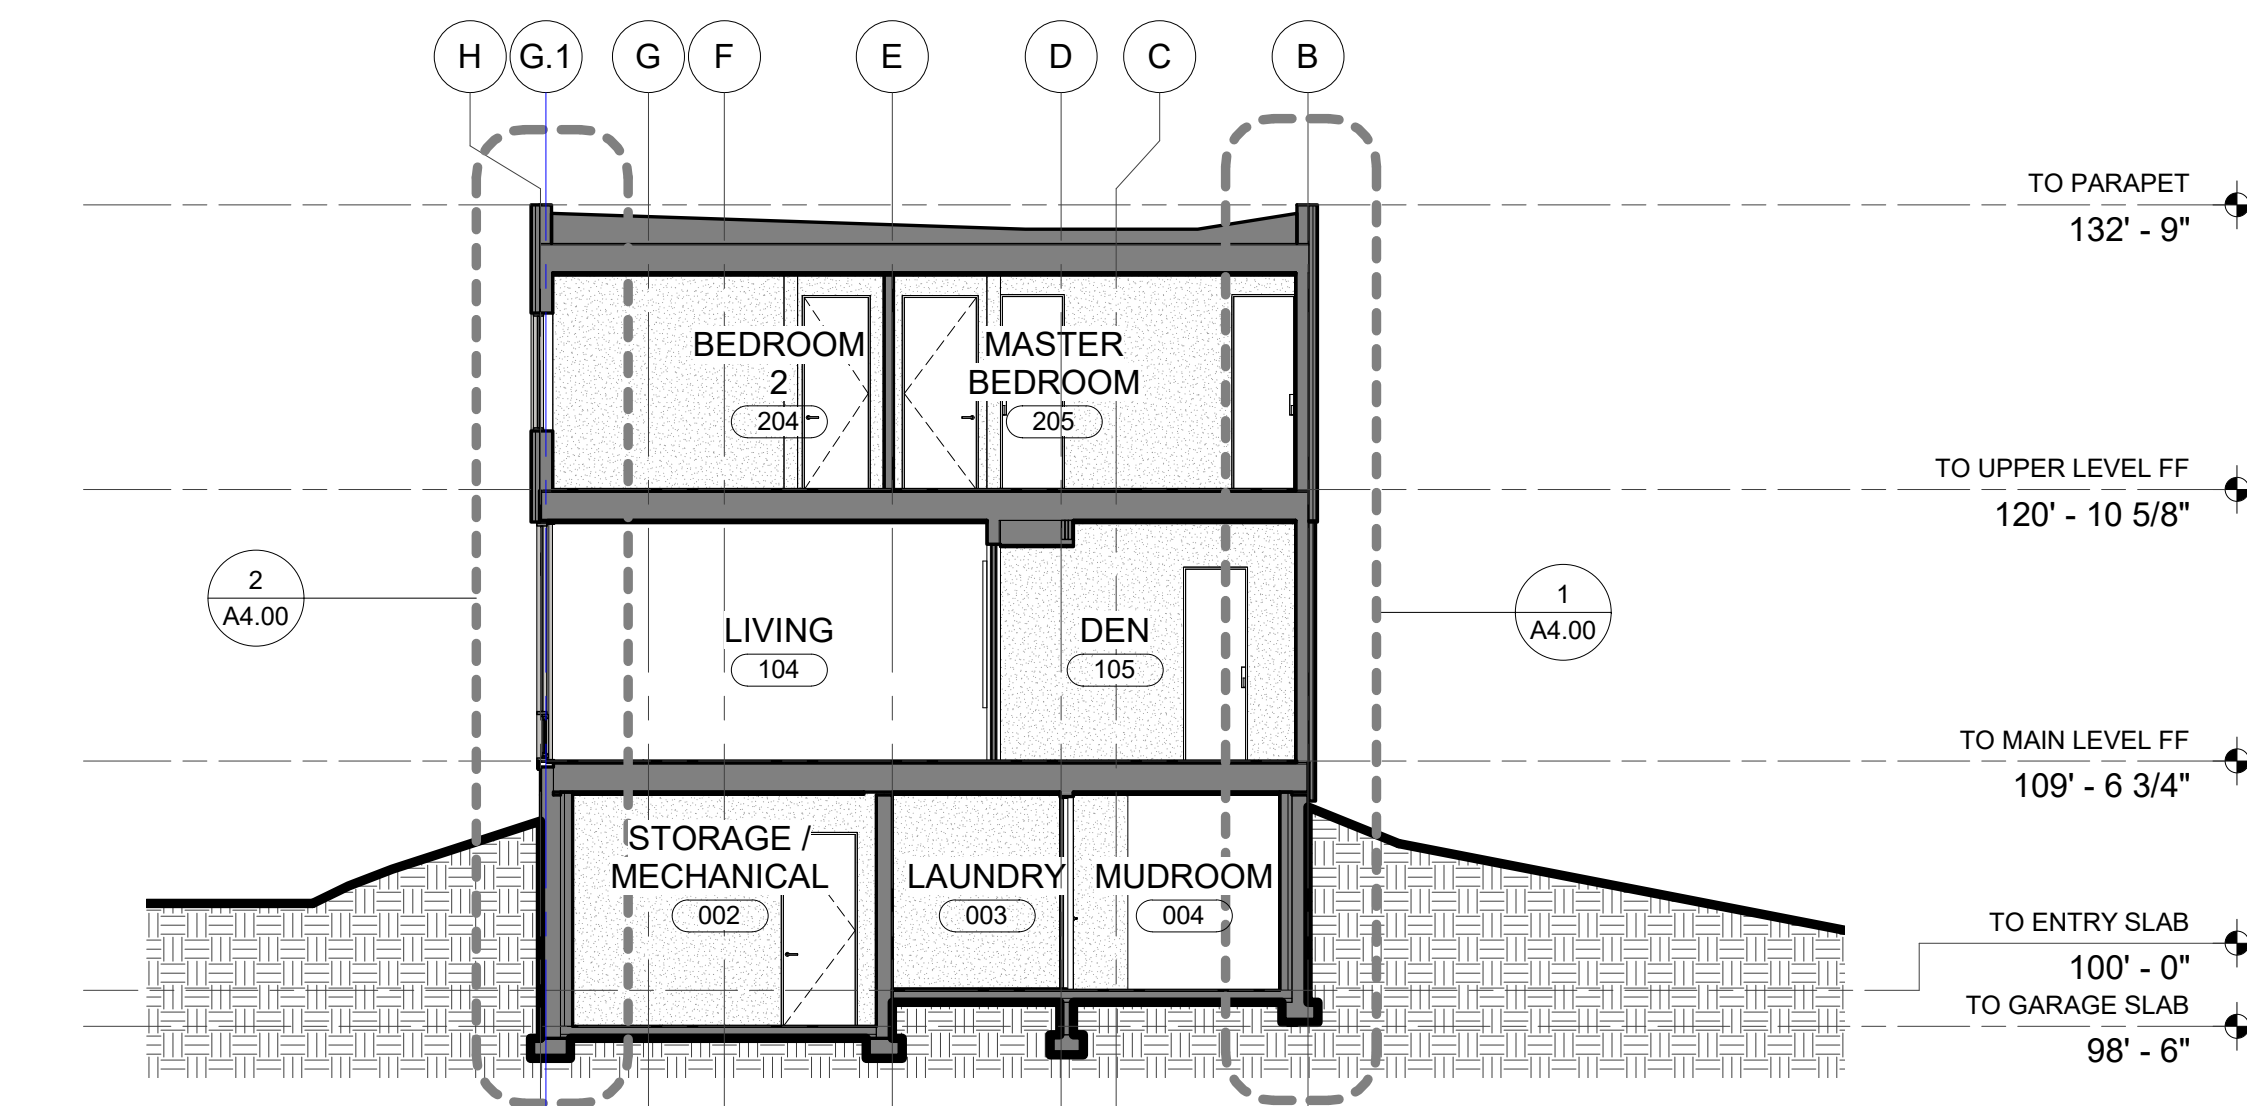 H G.1 G F E D C B
TO PARAPET
132' - 9"
BEDROOM
2
204
MASTER
BEDROOM
205
TO UPPER LEVEL FF
120' - 10 5/8"
2
A4.00
LIVING
104
DEN
105
1
A4.00
TO MAIN LEVEL FF
109' - 6 3/4"
STORAGE /
MECHANICAL
002
LAUNDRY
003
MUDROOM
004
TO ENTRY SLAB
100' - 0"
TO GARAGE SLAB
98' - 6"